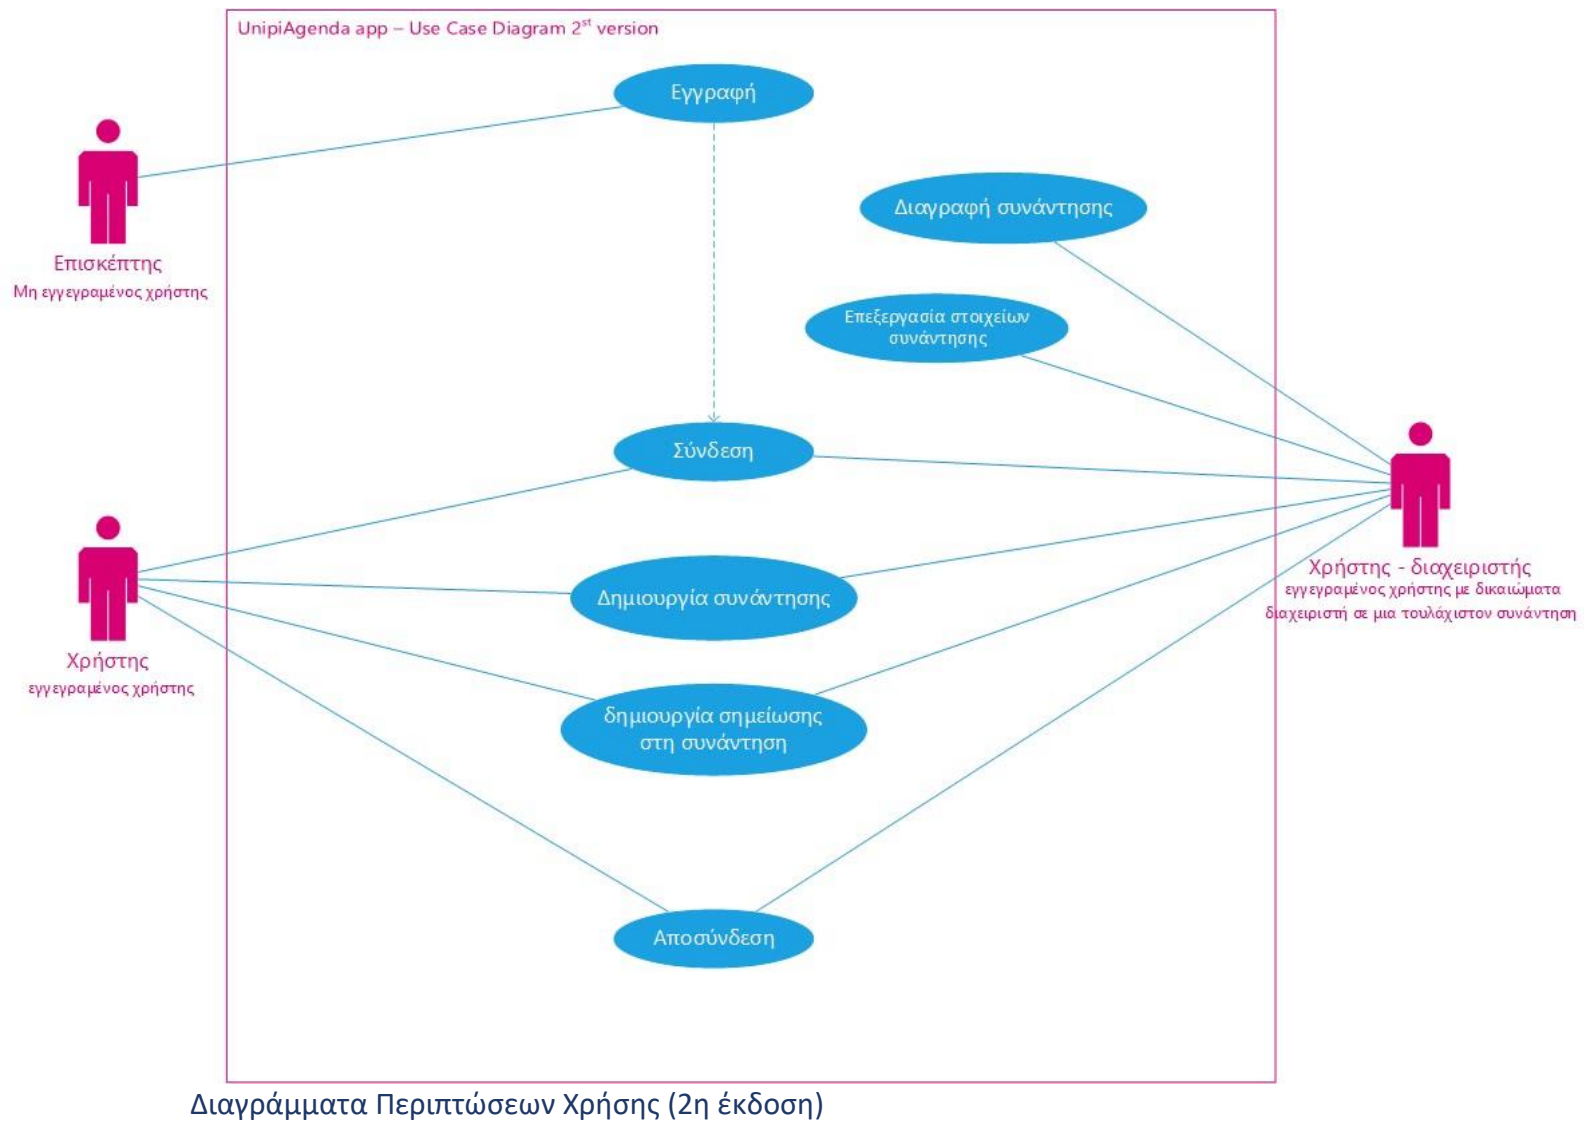 UnipiAgenda app – Use Case Diagram 2st version
Εγγραφή
Διαγραφή συνάντησης
Επισκέπτης
Μη εγγεγραμένος χρήστης
Επεξεργασία στοιχείων
συνάντησης
Σύνδεση
Χρήστης - διαχειριστής
εγγεγραμένος χρήστης με δικαιώματα
διαχειριστή σε μια τουλάχιστον συνάντηση
Δημιουργία συνάντησης
Χρήστης
εγγεγραμένος χρήστης
δημιουργία σημείωσης
στη συνάντηση
Αποσύνδεση
Διαγράμματα Περιπτώσεων Χρήσης (2η έκδοση)